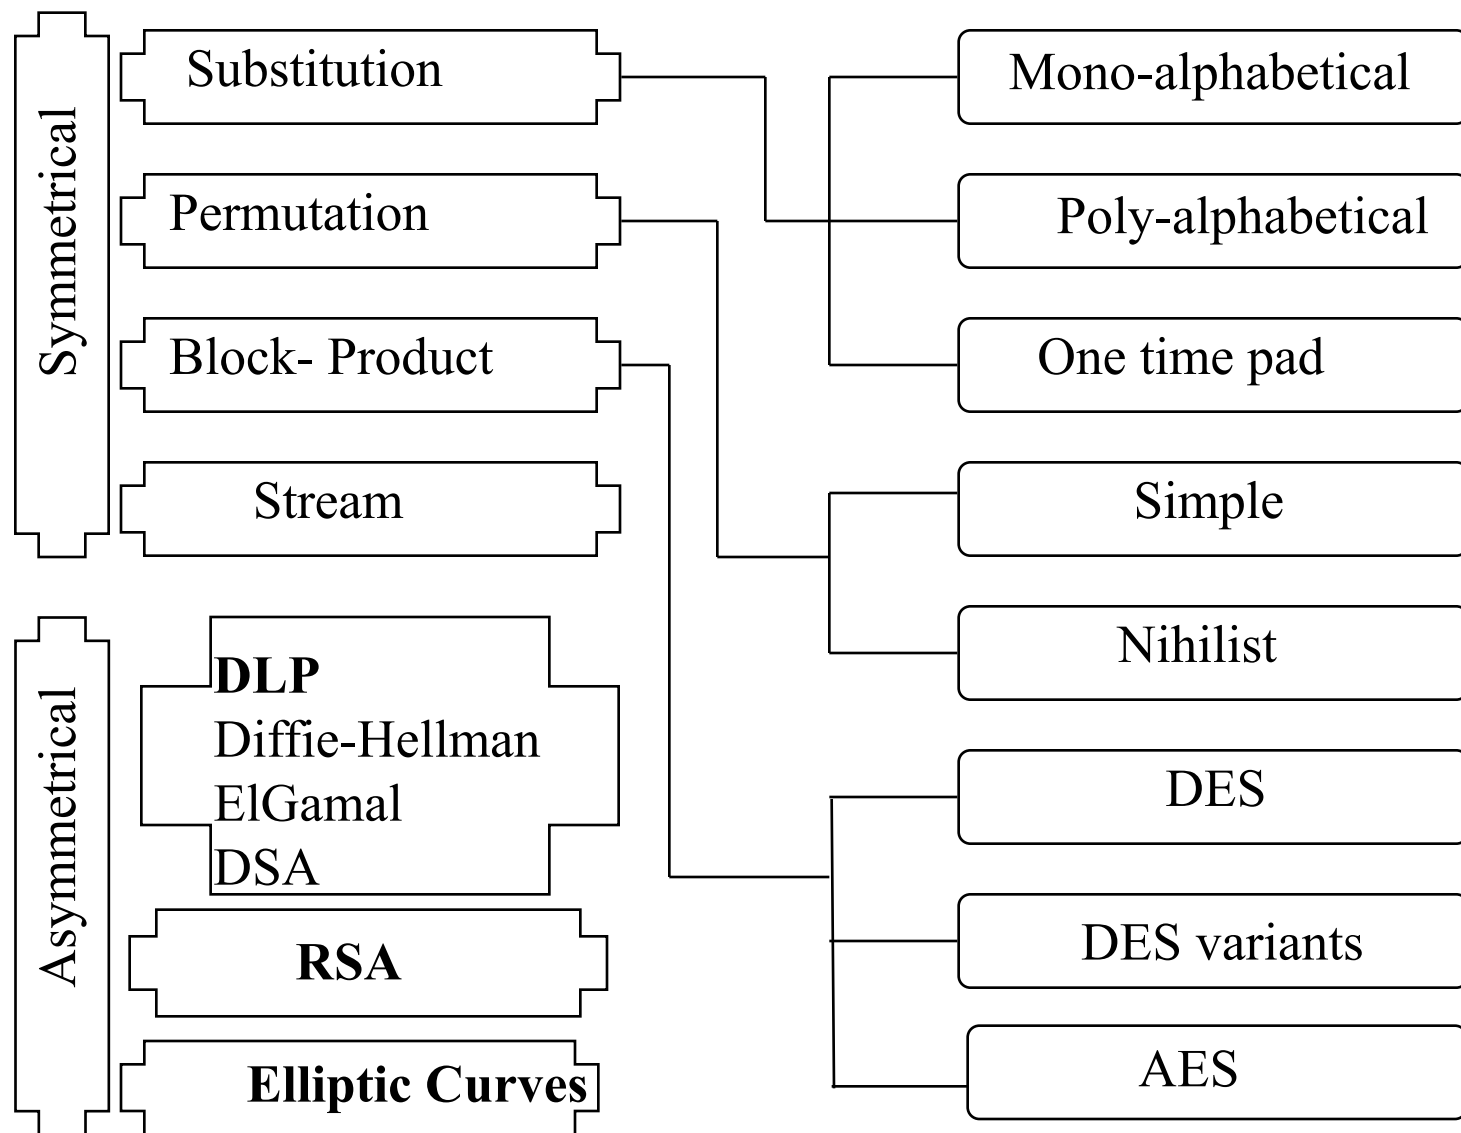 Symmetrical
Substitution
Permutation
Block- Product
Stream
Mono-alphabetical
Poly-alphabetical
One time pad
Simple
Nihilist
DES
DES variants
AES
Asymmetrical
DLP
Diffie-Hellman
ElGamal
DSA
RSA
Elliptic Curves